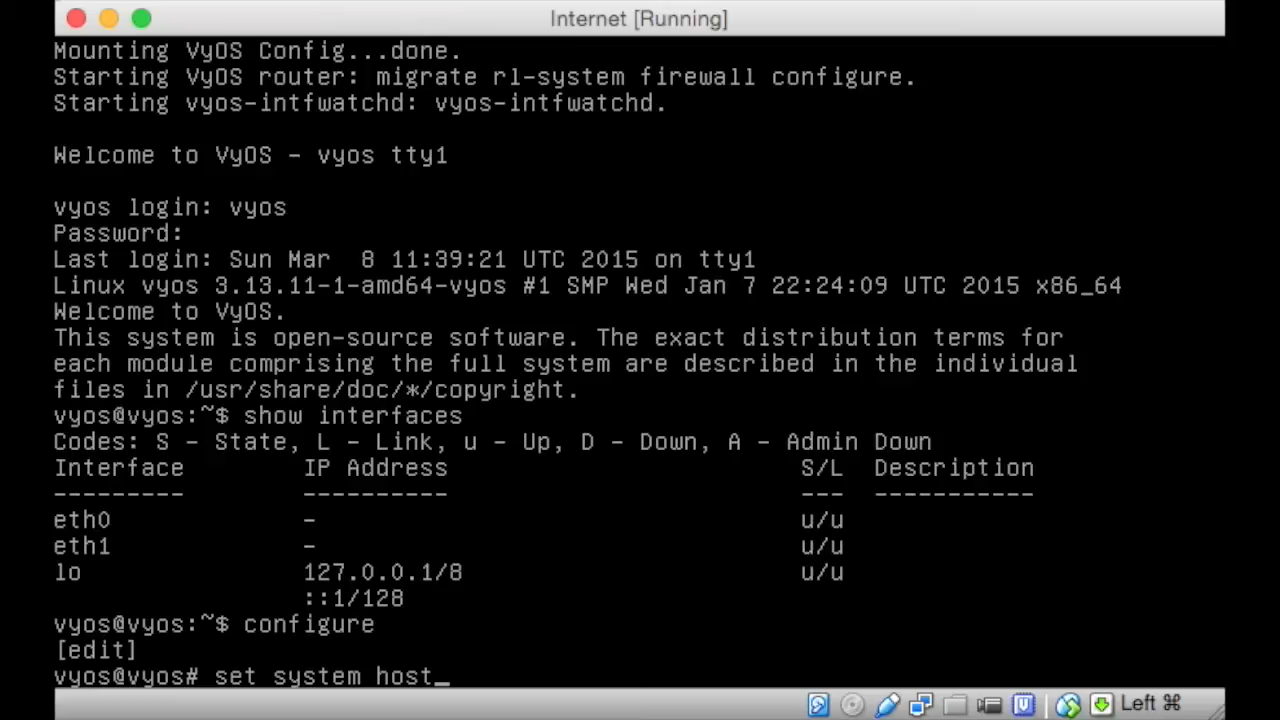 Internet [Running]
Mounting VyOS Config...done.
Starting VyOS router: migrate rl-system firewall configure.
Starting vyos-intfwatchd: vyos-intfwatchd.
Welcome to VyOS - vyos tty1
vyos login: vyos
Password:
Last login: Sun Mar  8 11:39:21 UTC 2015 on tty1
Linux vyos 3.13.11-1-amd64-vyos #1 SMP Wed Jan 7 22:24:09 UTC 2015 x86_64
Welcome to VyOS.
This system is open-source software. The exact distribution terms for
each module comprising the full system are described in the individual
files in /usr/share/doc/*/copyright.
vyos@vyos:~$ show interfaces
Codes: S - State, L - Link, u - Up, D - Down, A - Admin Down
Interface        IP Address                        S/L  Description
---------        ----------                        ---  -----------
eth0             -                                 u/u
eth1             -                                 u/u
lo               127.0.0.1/8                       u/u
                 ::1/128
vyos@vyos:~$ configure
[edit]
vyos@vyos# set system host_
Left ⌘